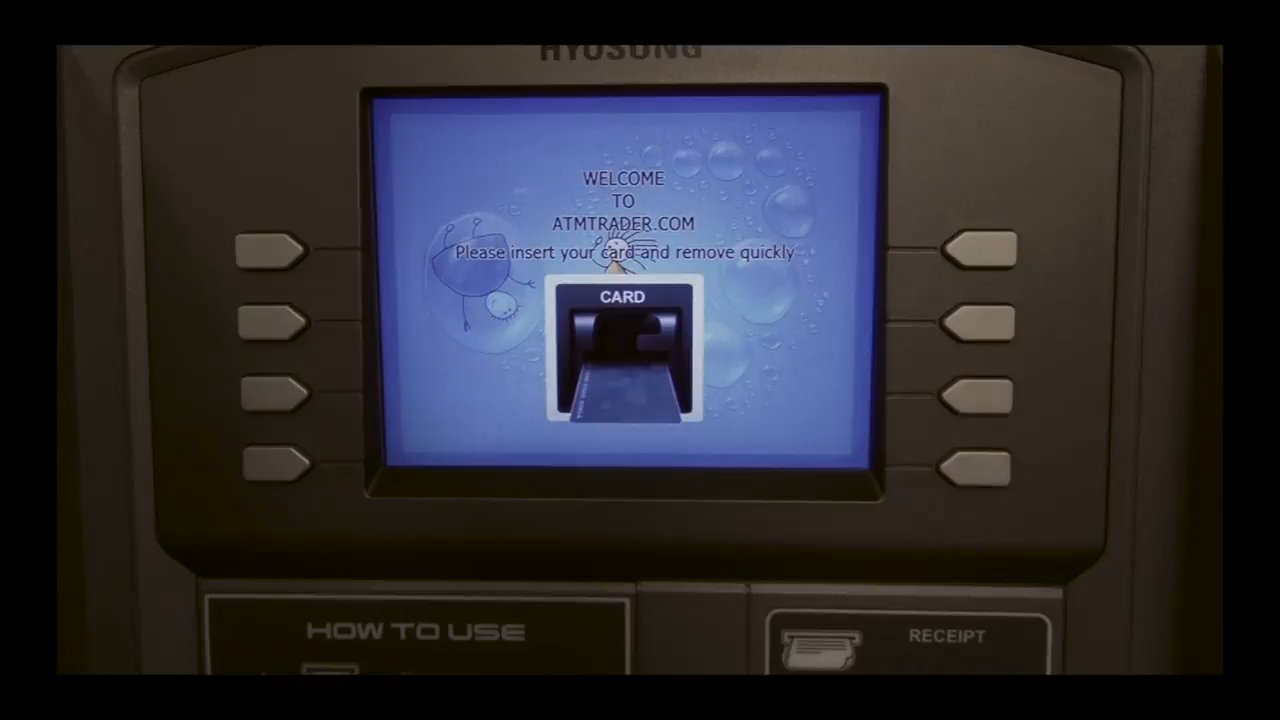 HYOSUNG
WELCOME
TO
ATMTRADER.COM
Please insert your card and remove quickly
CARD
HOW TO USE
RECEIPT